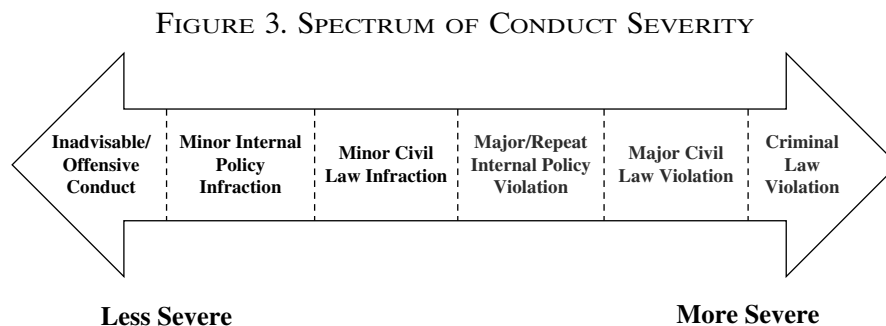 FIGURE 3. SPECTRUM OF CONDUCT SEVERITY
Inadvisable/
Offensive
Conduct
Minor Internal
Policy
Infraction
Minor Civil
Law Infraction
Major/Repeat
Internal Policy
Violation
Major Civil
Law Violation
Criminal
Law
Violation
Less Severe
More Severe